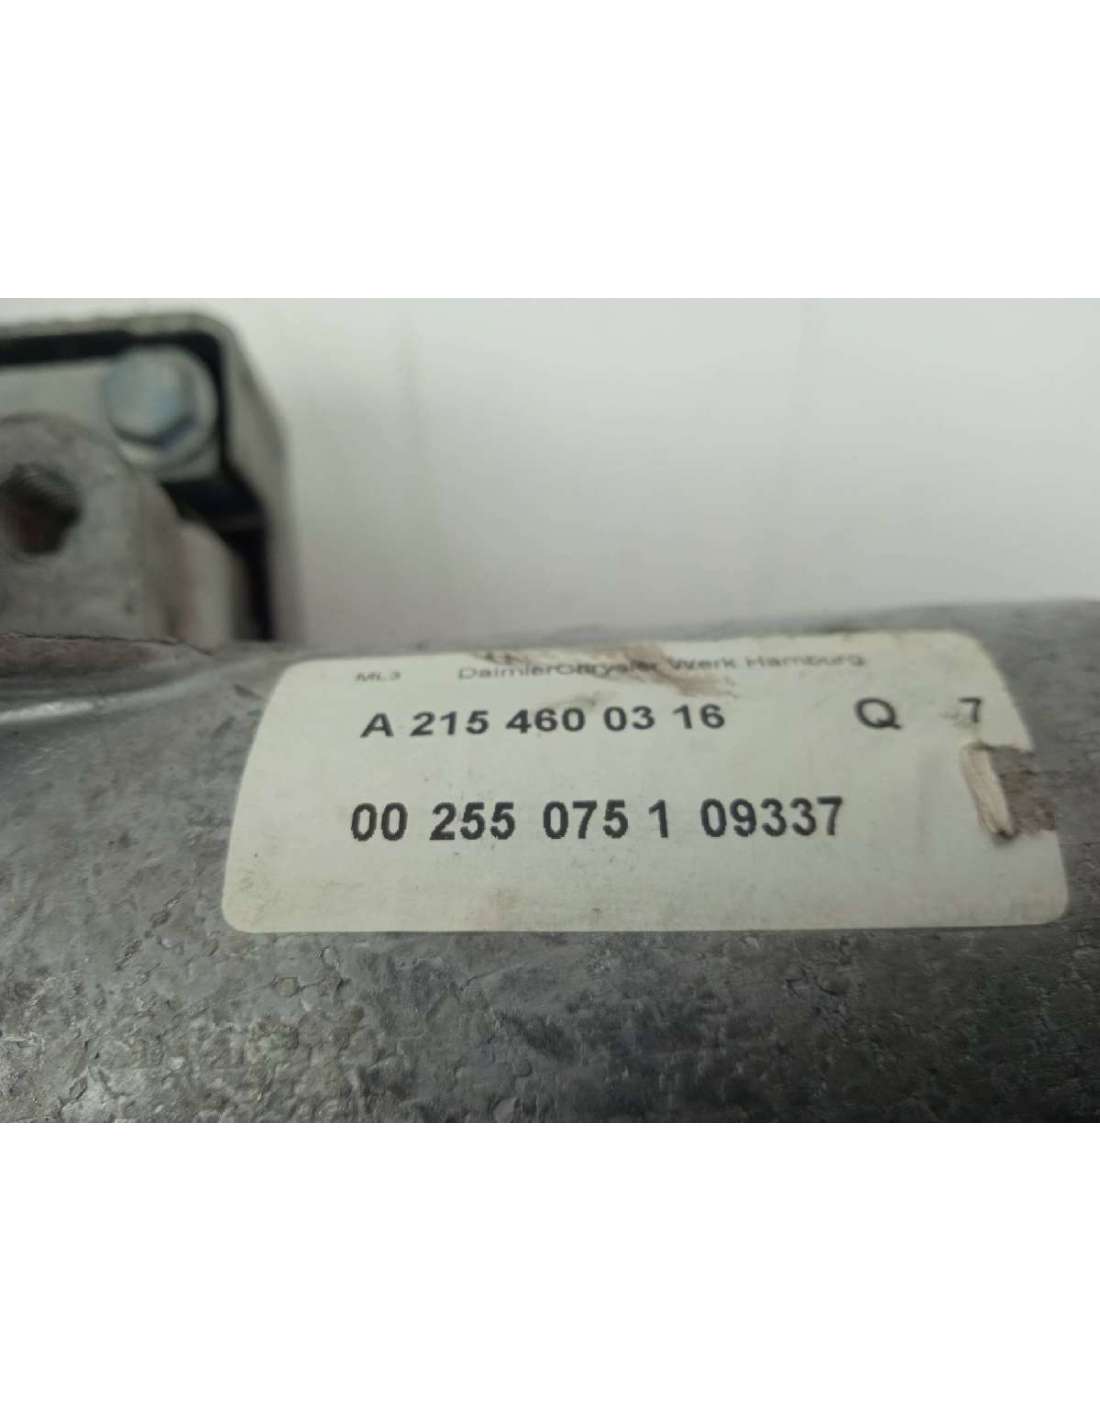 ML3 DaimlerChrysler Werk Hamburg
A 215 460 03 16 Q 7
00 255 075 1 09337